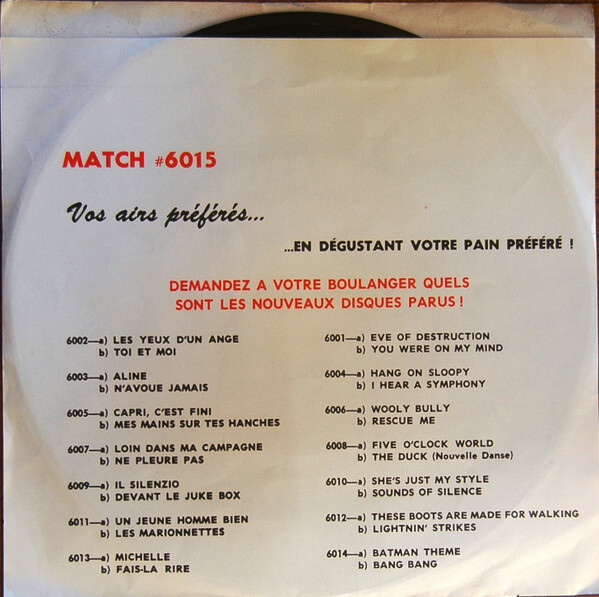 MATCH #6015
Vos airs préférés...
...EN DÉGUSTANT VOTRE PAIN PRÉFÉRÉ !
DEMANDEZ A VOTRE BOULANGER QUELS
SONT LES NOUVEAUX DISQUES PARUS !
6002—a) LES YEUX D'UN ANGE
b) TOI ET MOI
6003—a) ALINE
b) N'AVOUE JAMAIS
6005—a) CAPRI, C'EST FINI
b) MES MAINS SUR TES HANCHES
6007—a) LOIN DANS MA CAMPAGNE
b) NE PLEURE PAS
6009—a) IL SILENZIO
b) DEVANT LE JUKE BOX
6011—a) UN JEUNE HOMME BIEN
b) LES MARIONNETTES
6013—a) MICHELLE
b) FAIS-LA RIRE
6001—a) EVE OF DESTRUCTION
b) YOU WERE ON MY MIND
6004—a) HANG ON SLOOPY
b) I HEAR A SYMPHONY
6006—a) WOOLY BULLY
b) RESCUE ME
6008—a) FIVE O'CLOCK WORLD
b) THE DUCK (Nouvelle Danse)
6010—a) SHE'S JUST MY STYLE
b) SOUNDS OF SILENCE
6012—a) THESE BOOTS ARE MADE FOR WALKING
b) LIGHTNIN' STRIKES
6014—a) BATMAN THEME
b) BANG BANG